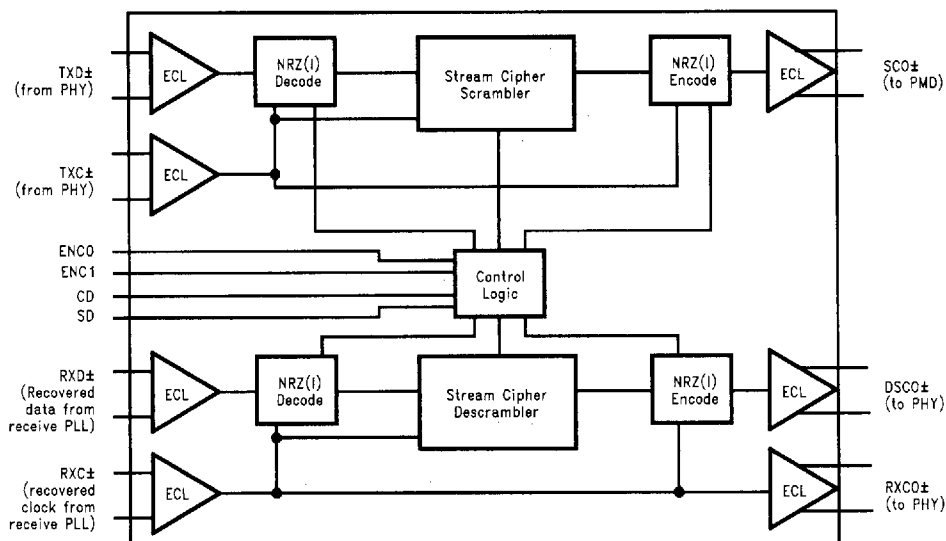 TXD±
(from PHY)
ECL
NRZ(I)
Decode
Stream Cipher
Scrambler
NRZ(I)
Encode
ECL
SCO±
(to PMD)
TXC±
(from PHY)
ECL
ENC0
ENC1
CD
SD
Control
Logic
RXD±
(Recovered
data from
receive PLL)
ECL
NRZ(I)
Decode
Stream Cipher
Descrambler
NRZ(I)
Encode
ECL
DSCO±
(to PHY)
RXC±
(recovered
clock from
receive PLL)
ECL
ECL
RXCO±
(to PHY)